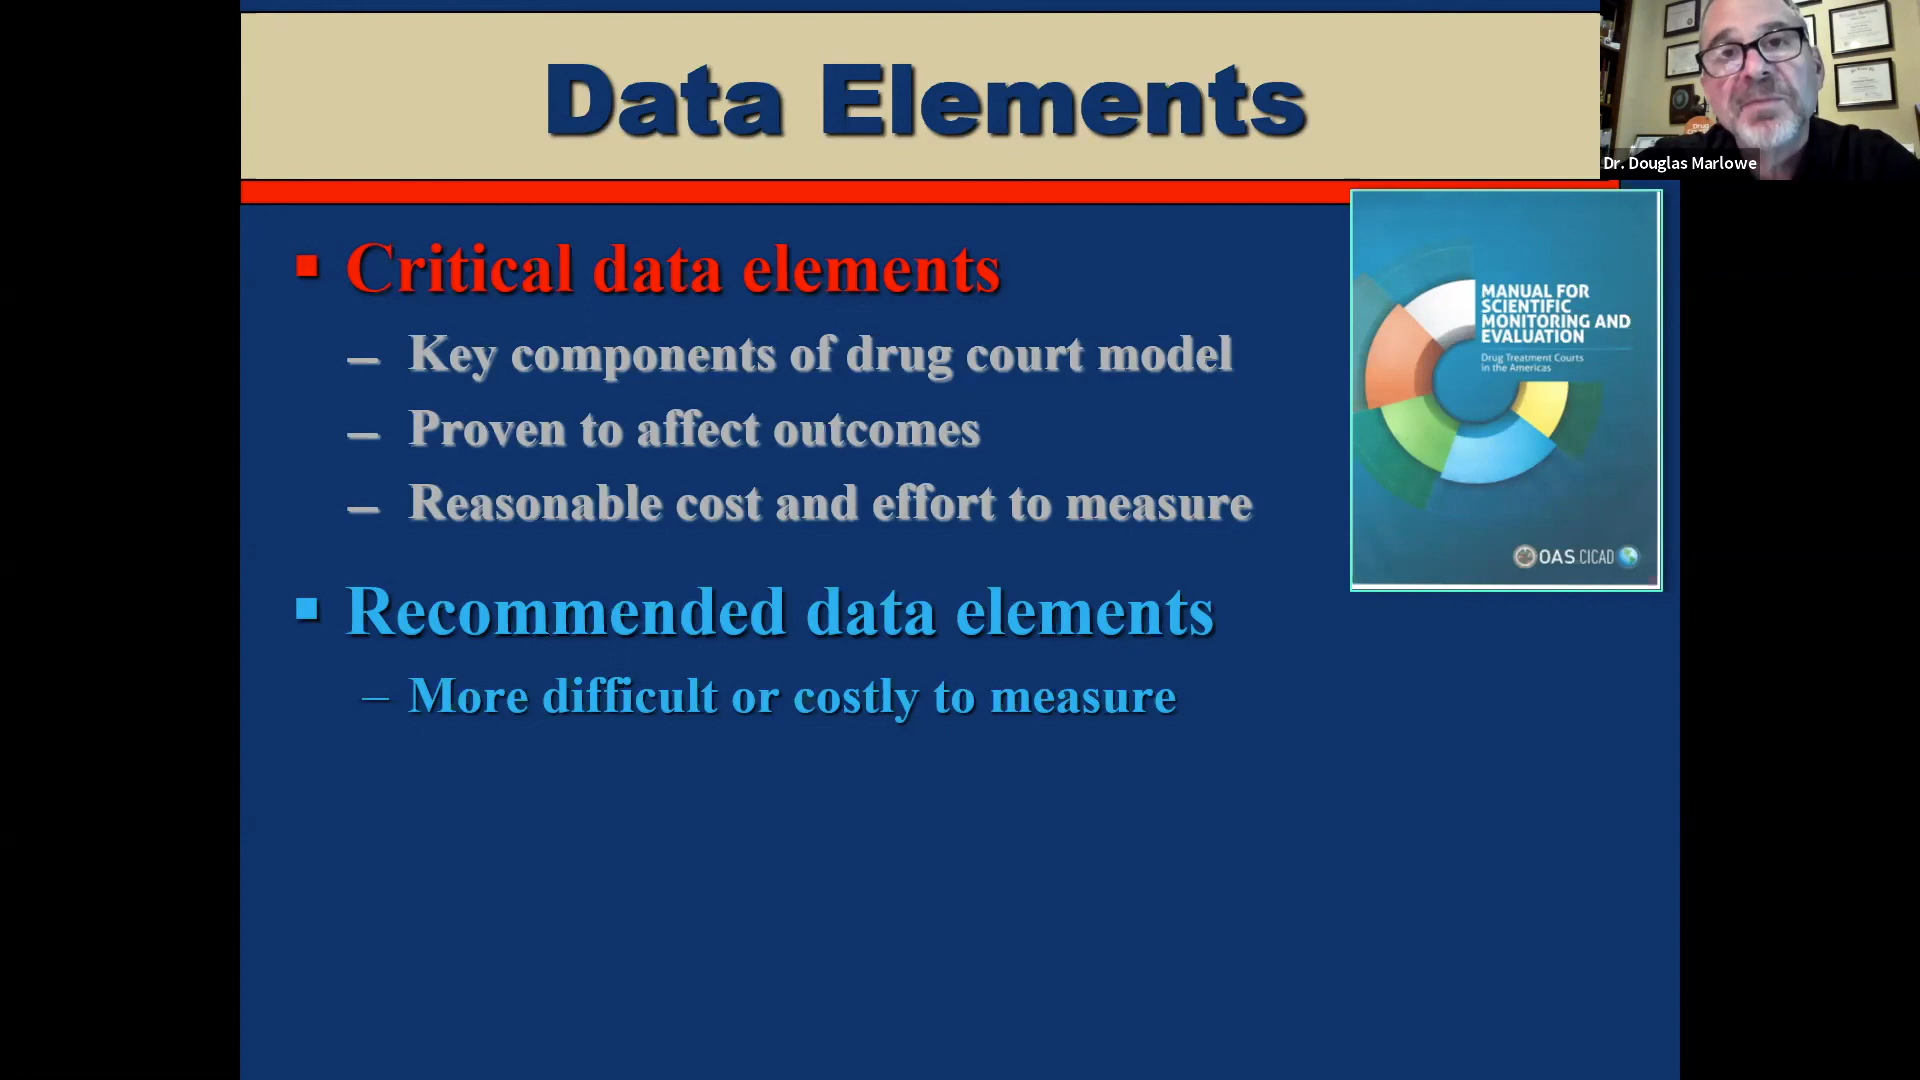 Data Elements
Dr. Douglas Marlowe
Critical data elements
– Key components of drug court model
– Proven to affect outcomes
– Reasonable cost and effort to measure
Recommended data elements
– More difficult or costly to measure
MANUAL FOR
SCIENTIFIC
MONITORING AND
EVALUATION
Drug Treatment Courts
in the Americas
OAS CICAD
Drug